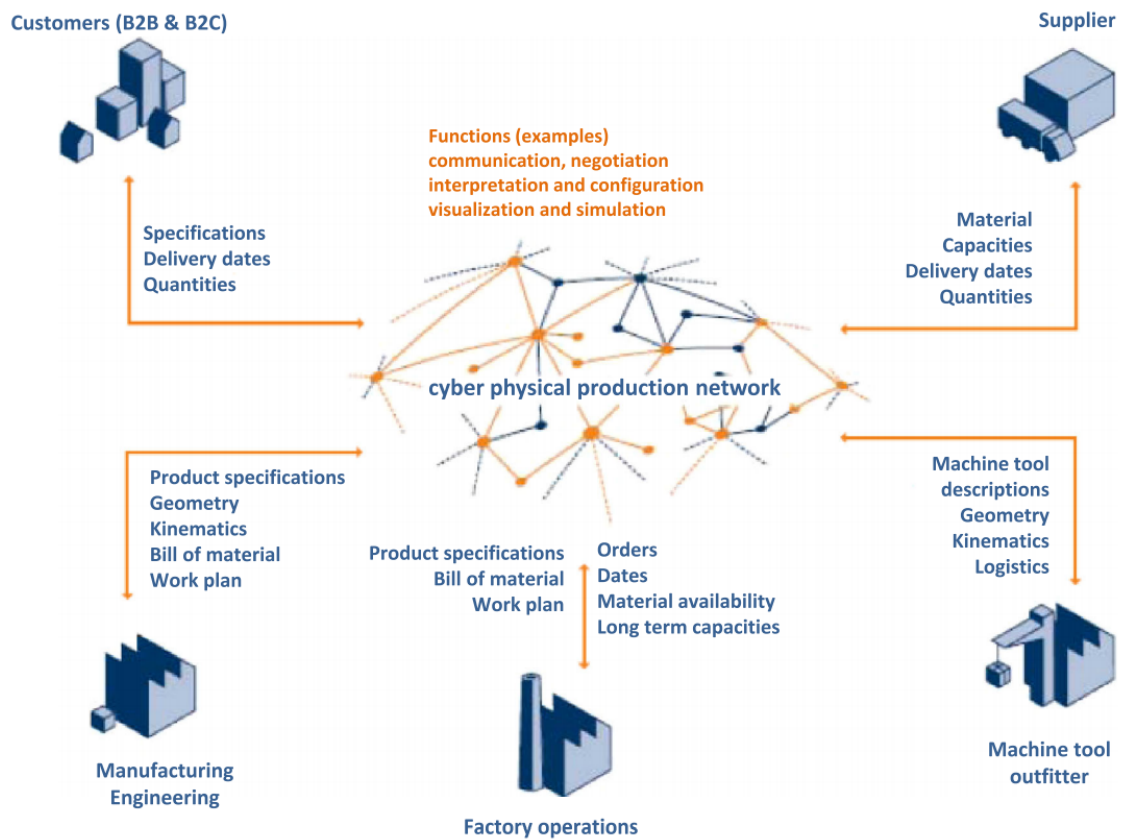 Customers (B2B & B2C)
Supplier
Functions (examples)
communication, negotiation
interpretation and configuration
visualization and simulation
Specifications
Delivery dates
Quantities
Material
Capacities
Delivery dates
Quantities
cyber physical production network
Product specifications
Geometry
Kinematics
Bill of material
Work plan
Product specifications
Bill of material
Work plan
Orders
Dates
Material availability
Long term capacities
Machine tool
descriptions
Geometry
Kinematics
Logistics
Manufacturing
Engineering
Factory operations
Machine tool
outfitter